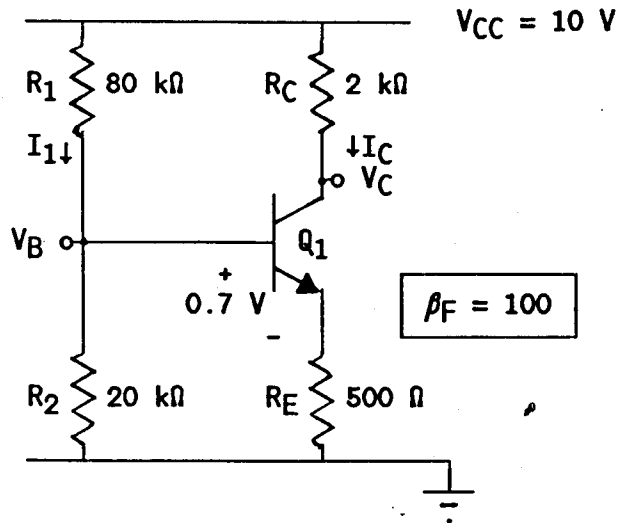 V_CC = 10 V
R_1 80 kΩ
R_C 2 kΩ
I_1↓
↓I_C
V_C
V_B
Q_1
+
0.7 V
-
β_F = 100
R_2 20 kΩ
R_E 500 Ω